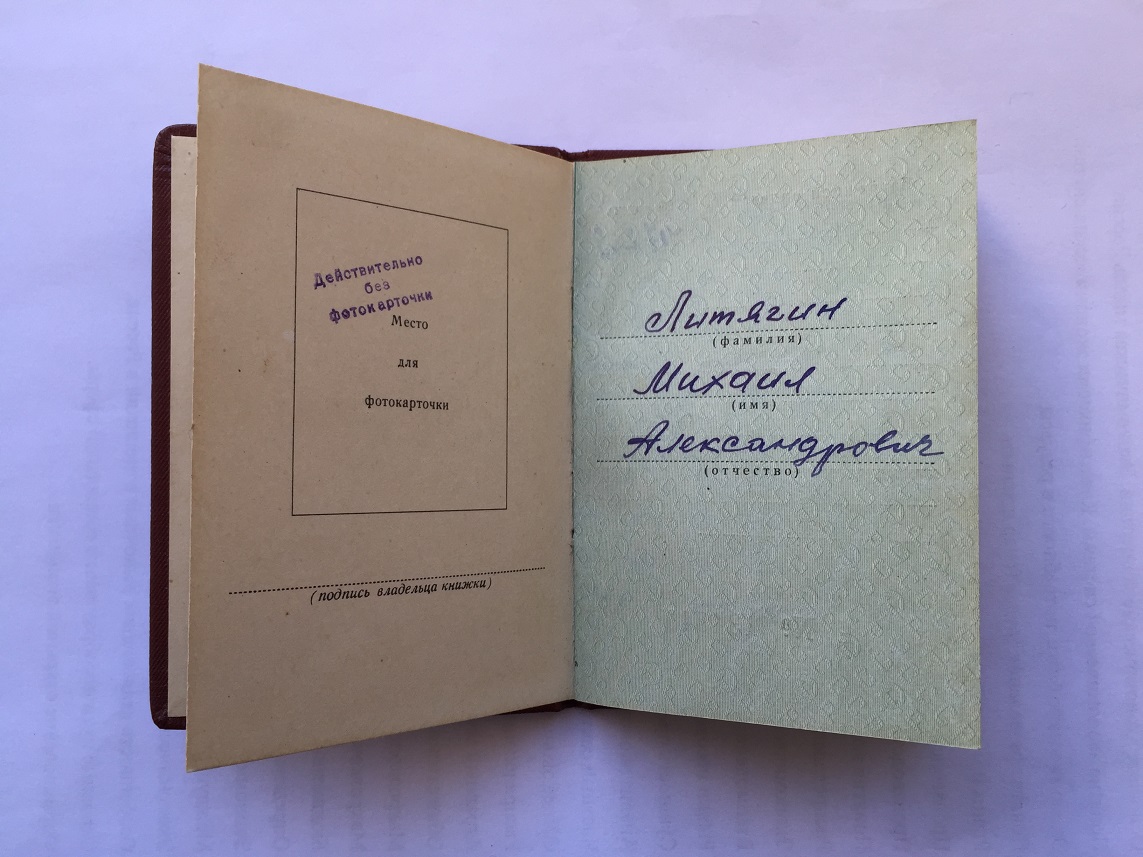 Действительно
без
фотокарточки
Место
для
фотокарточки
(подпись владельца книжки)
Литягин
(фамилия)
Михаил
(имя)
Александрович
(отчество)